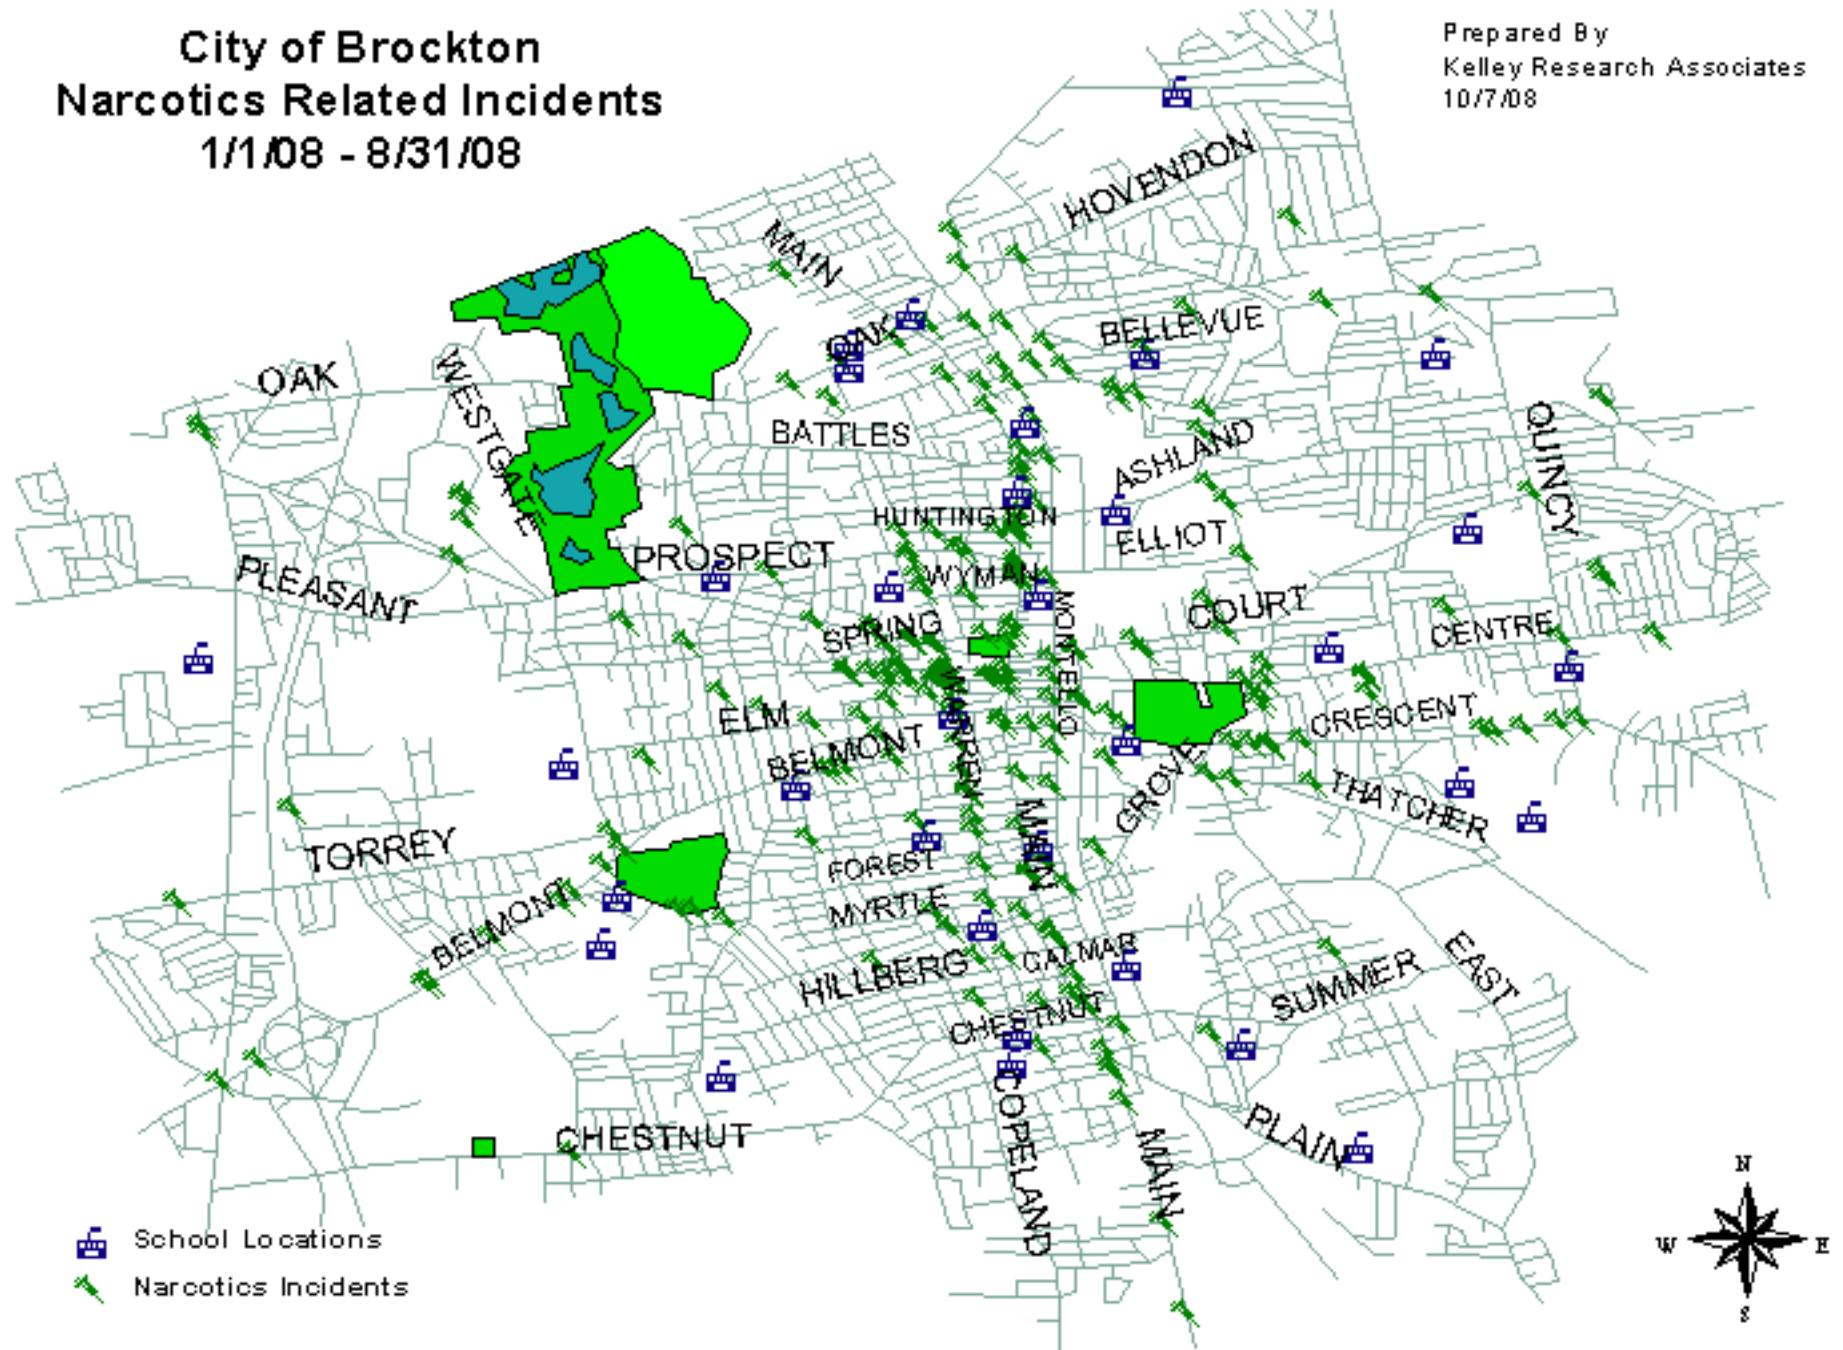 City of Brockton
Narcotics Related Incidents
1/1/08 - 8/31/08
Prepared By
Kelley Research Associates
10/7/08
HOVENDON
MAIN
OAK
BELLEVUE
OAK
WESTGATE
BATTLES
ASHLAND
QUINCY
HUNTINGTON
ELLIOT
PROSPECT
WYMAN
PLEASANT
COURT
SPRING
MONTELLO
CENTRE
ELM
WARREN
CRESCENT
BELMONT
GROVE
THATCHER
MAIN
TORREY
FOREST
MYRTLE
BELMONT
HILLBERG
CALMAR
EAST
SUMMER
CHESTNUT
COPELAND
PLAIN
CHESTNUT
MAIN
School Locations
Narcotics Incidents
N
W E
S